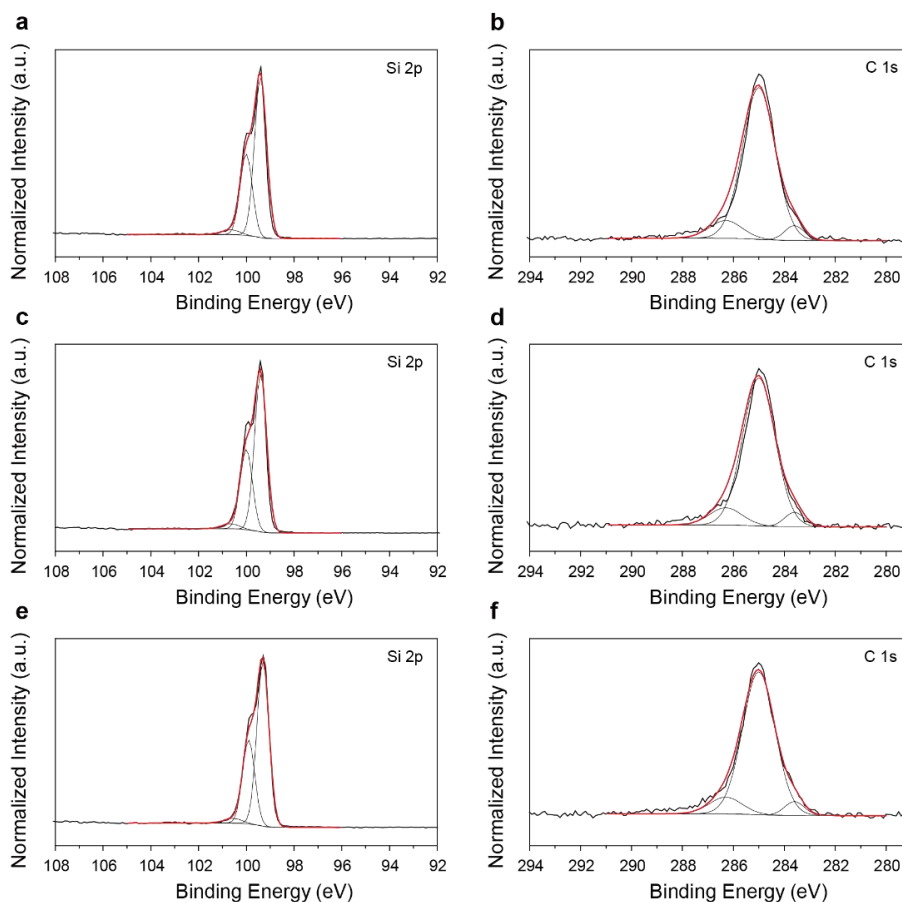 a
Normalized Intensity (a.u.)
Si 2p
108 106 104 102 100 98 96 94 92
Binding Energy (eV)
b
Normalized Intensity (a.u.)
C 1s
294 292 290 288 286 284 282 280
Binding Energy (eV)
c
Normalized Intensity (a.u.)
Si 2p
108 106 104 102 100 98 96 94 92
Binding Energy (eV)
d
Normalized Intensity (a.u.)
C 1s
294 292 290 288 286 284 282 280
Binding Energy (eV)
e
Normalized Intensity (a.u.)
Si 2p
108 106 104 102 100 98 96 94 92
Binding Energy (eV)
f
Normalized Intensity (a.u.)
C 1s
294 292 290 288 286 284 282 280
Binding Energy (eV)